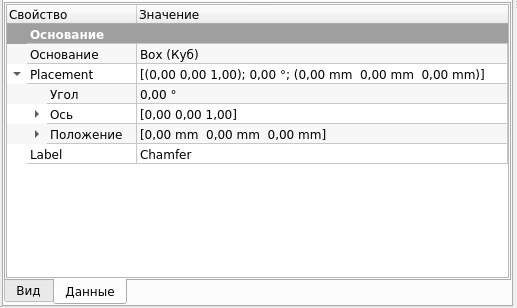 Свойство Значение
Основание
Основание Box (Куб)
Placement [(0,00 0,00 1,00); 0,00 °; (0,00 mm 0,00 mm 0,00 mm)]
Угол 0,00 °
Ось [0,00 0,00 1,00]
Положение [0,00 mm 0,00 mm 0,00 mm]
Label Chamfer
Вид Данные